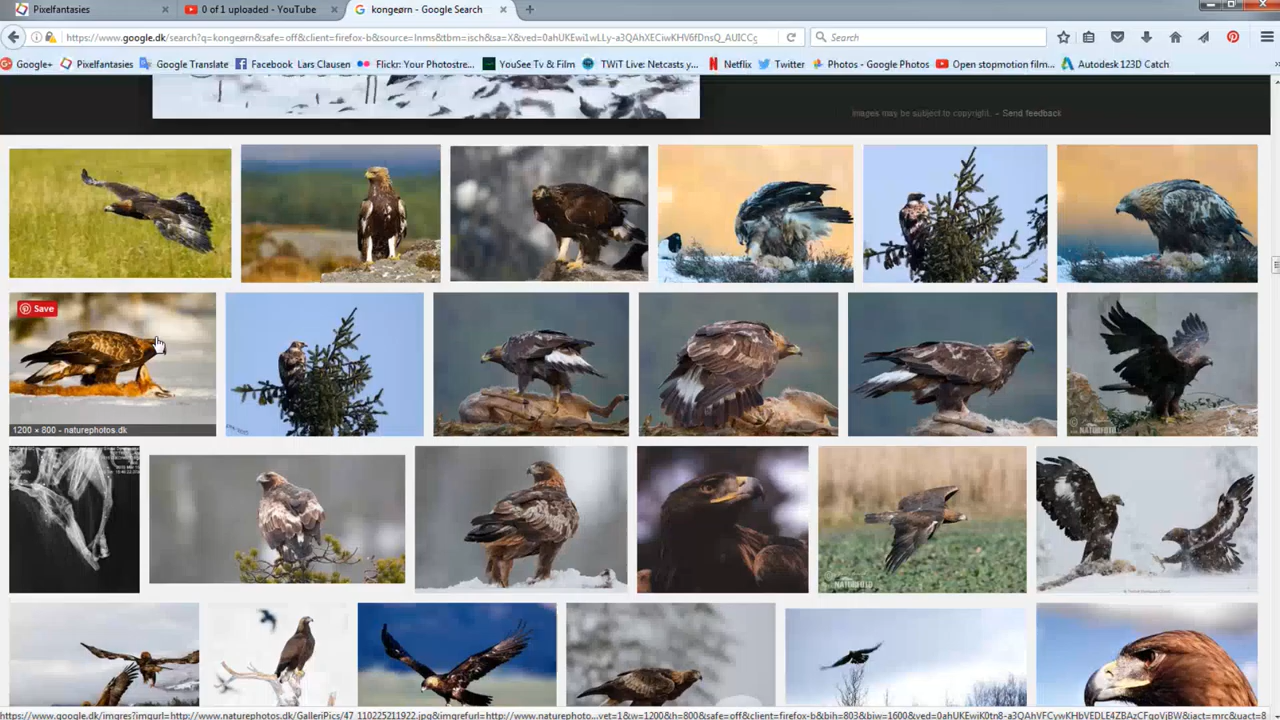 Pixelfantasies
0 of 1 uploaded - YouTube
kongeørn - Google Search
https://www.google.dk/search?q=kongeørn&safe=off&client=firefox-b&source=lnms&tbm=isch&sa=X&ved=0ahUKEwi1wLLy-a3QAhXECiwKHV6fDnsQ_AUICCg
Search
Google+
Pixelfantasies
Google Translate
Facebook
Lars Clausen
Flickr: Your Photostre...
YouSee Tv & Film
TWiT Live: Netcasts y...
Netflix
Twitter
Photos - Google Photos
Open stopmotion film...
Autodesk 123D Catch
Images may be subject to copyright. - Send feedback
Save
1200 × 800 - naturephotos.dk
NATURFOTO
NATURFOTO